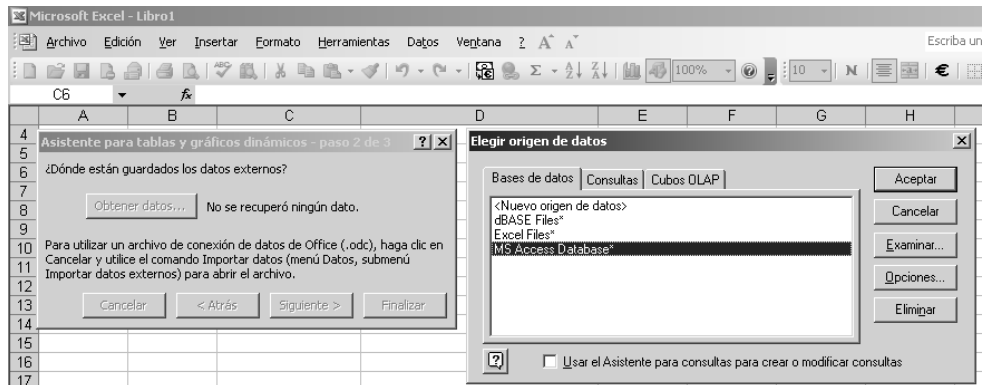 Microsoft Excel - Libro1
Archivo Edición Ver Insertar Formato Herramientas Datos Ventana ? Escriba un
100% 10 N €
C6 fx
A B C D E F G H
4
5
6
7
8
9
10
11
12
13
14
15
16
17
Asistente para tablas y gráficos dinámicos - paso 2 de 3
¿Dónde están guardados los datos externos?
Obtener datos... No se recuperó ningún dato.
Para utilizar un archivo de conexión de datos de Office (.odc), haga clic en
Cancelar y utilice el comando Importar datos (menú Datos, submenú
Importar datos externos) para abrir el archivo.
Cancelar < Atrás Siguiente > Finalizar
Elegir origen de datos
Bases de datos Consultas Cubos OLAP
<Nuevo origen de datos>
dBASE Files*
Excel Files*
MS Access Database*
Aceptar
Cancelar
Examinar...
Opciones...
Eliminar
Usar el Asistente para consultas para crear o modificar consultas